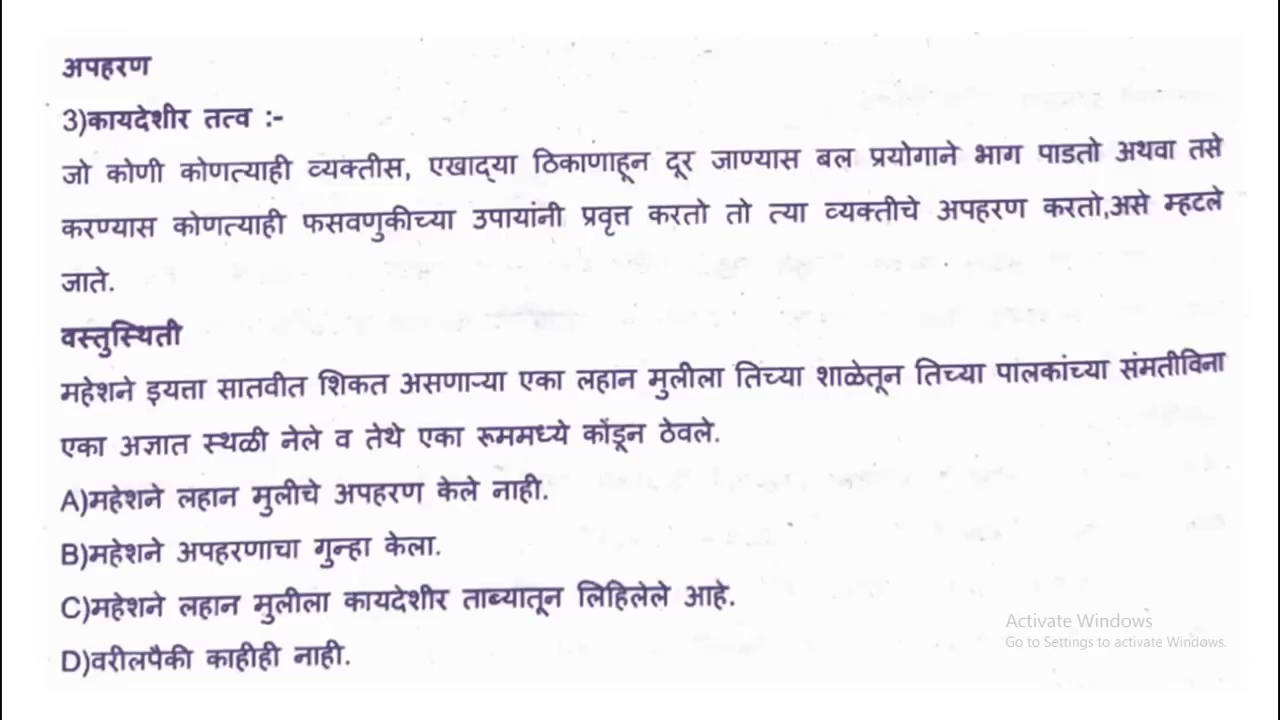 अपहरण
3)कायदेशीर तत्व :-
जो कोणी कोणत्याही व्यक्तीस, एखाद्या ठिकाणाहून दूर जाण्यास बल प्रयोगाने भाग पाडतो अथवा तसे
करण्यास कोणत्याही फसवणुकीच्या उपायांनी प्रवृत्त करतो तो त्या व्यक्तीचे अपहरण करतो,असे म्हटले
जाते.
वस्तुस्थिती
महेशने इयत्ता सातवीत शिकत असणाऱ्या एका लहान मुलीला तिच्या शाळेतून तिच्या पालकांच्या संमतीविना
एका अज्ञात स्थळी नेले व तेथे एका रूममध्ये कोंडून ठेवले.
A)महेशने लहान मुलीचे अपहरण केले नाही.
B)महेशने अपहरणाचा गुन्हा केला.
C)महेशने लहान मुलीला कायदेशीर ताब्यातून लिहिलेले आहे.
Activate Windows
Go to Settings to activate Windows.
D)वरीलपैकी काहीही नाही.